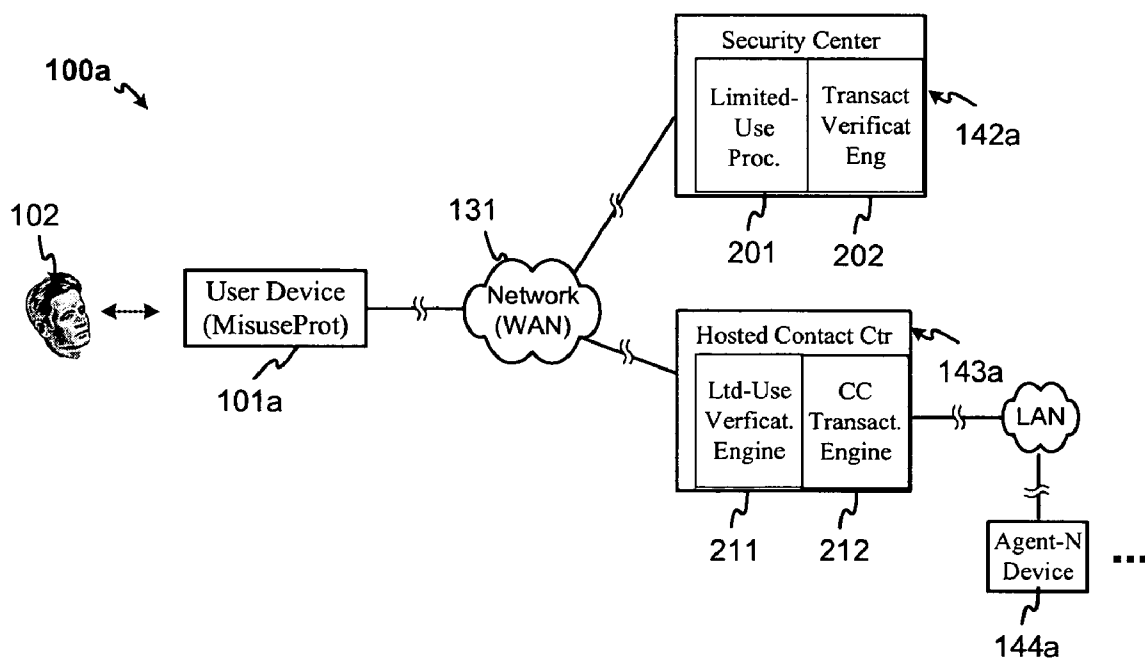 100a
Security Center
Limited-
Use
Proc.
Transact
Verificat
Eng
142a
201
202
102
User Device
(MisuseProt)
101a
131
Network
(WAN)
Hosted Contact Ctr
143a
Ltd-Use
Verficat.
Engine
CC
Transact.
Engine
211
212
LAN
Agent-N
Device
...
144a